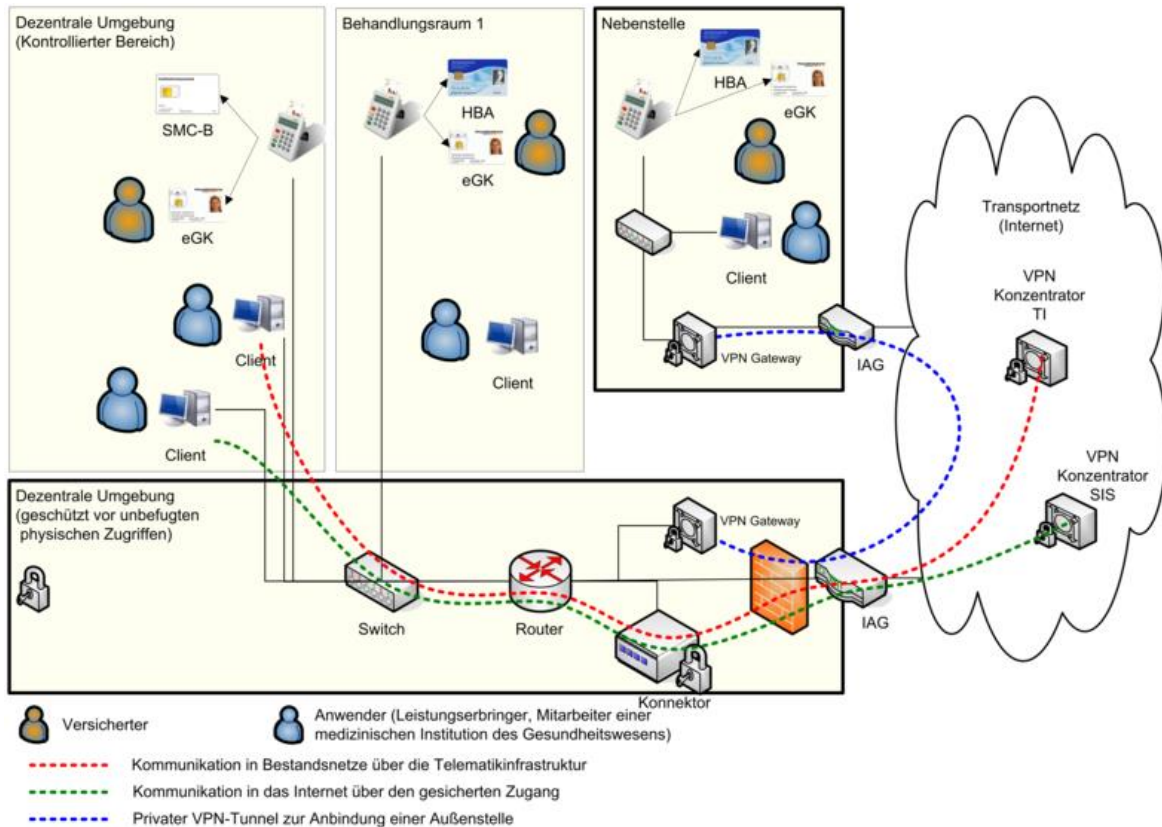 Dezentrale Umgebung
(Kontrollierter Bereich)
SMC-B
eGK
Client
Client
Behandlungsraum 1
HBA
eGK
Client
Nebenstelle
HBA
eGK
Client
VPN Gateway
IAG
Transportnetz
(Internet)
VPN
Konzentrator
TI
VPN
Konzentrator
SIS
Dezentrale Umgebung
(geschützt vor unbefugten
physischen Zugriffen)
VPN Gateway
Switch
Router
IAG
Konnektor
Versicherter
Anwender (Leistungserbringer, Mitarbeiter einer
medizinischen Institution des Gesundheitswesens)
Kommunikation in Bestandsnetze über die Telematikinfrastruktur
Kommunikation in das Internet über den gesicherten Zugang
Privater VPN-Tunnel zur Anbindung einer Außenstelle